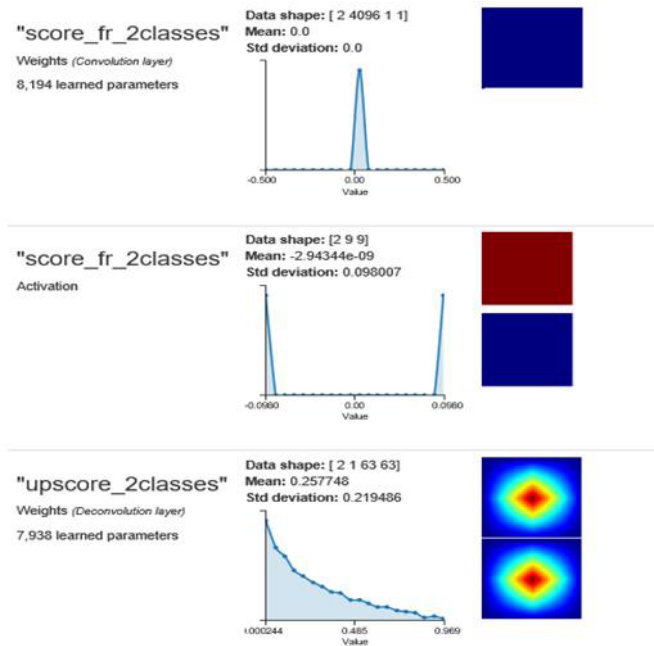 "score_fr_2classes"
Weights (Convolution layer)
8,194 learned parameters
Data shape: [ 2 4096 1 1]
Mean: 0.0
Std deviation: 0.0
-0.500 0.00 0.500
Value
"score_fr_2classes"
Activation
Data shape: [2 9 9]
Mean: -2.94344e-09
Std deviation: 0.098007
-0.0980 0.00 0.0980
Value
"upscore_2classes"
Weights (Deconvolution layer)
7,938 learned parameters
Data shape: [ 2 1 63 63]
Mean: 0.257748
Std deviation: 0.219486
.000244 0.485 0.969
Value